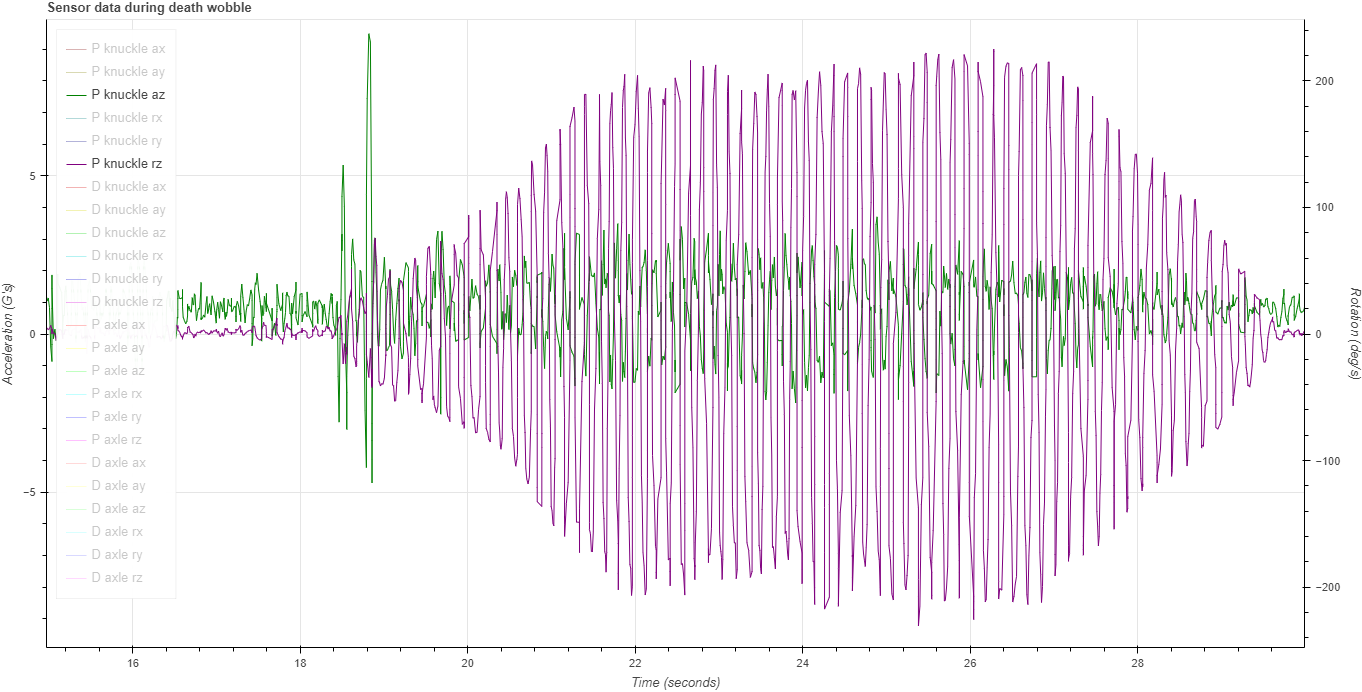 Sensor data during death wobble
P knuckle ax
P knuckle ay
P knuckle az
P knuckle rx
P knuckle ry
P knuckle rz
D knuckle ax
D knuckle ay
D knuckle az
D knuckle rx
D knuckle ry
D knuckle rz
P axle ax
P axle ay
P axle az
P axle rx
P axle ry
P axle rz
D axle ax
D axle ay
D axle az
D axle rx
D axle ry
D axle rz
Acceleration (G's)
5
0
−5
Rotation (deg/s)
200
100
0
−100
−200
16 18 20 22 24 26 28
Time (seconds)